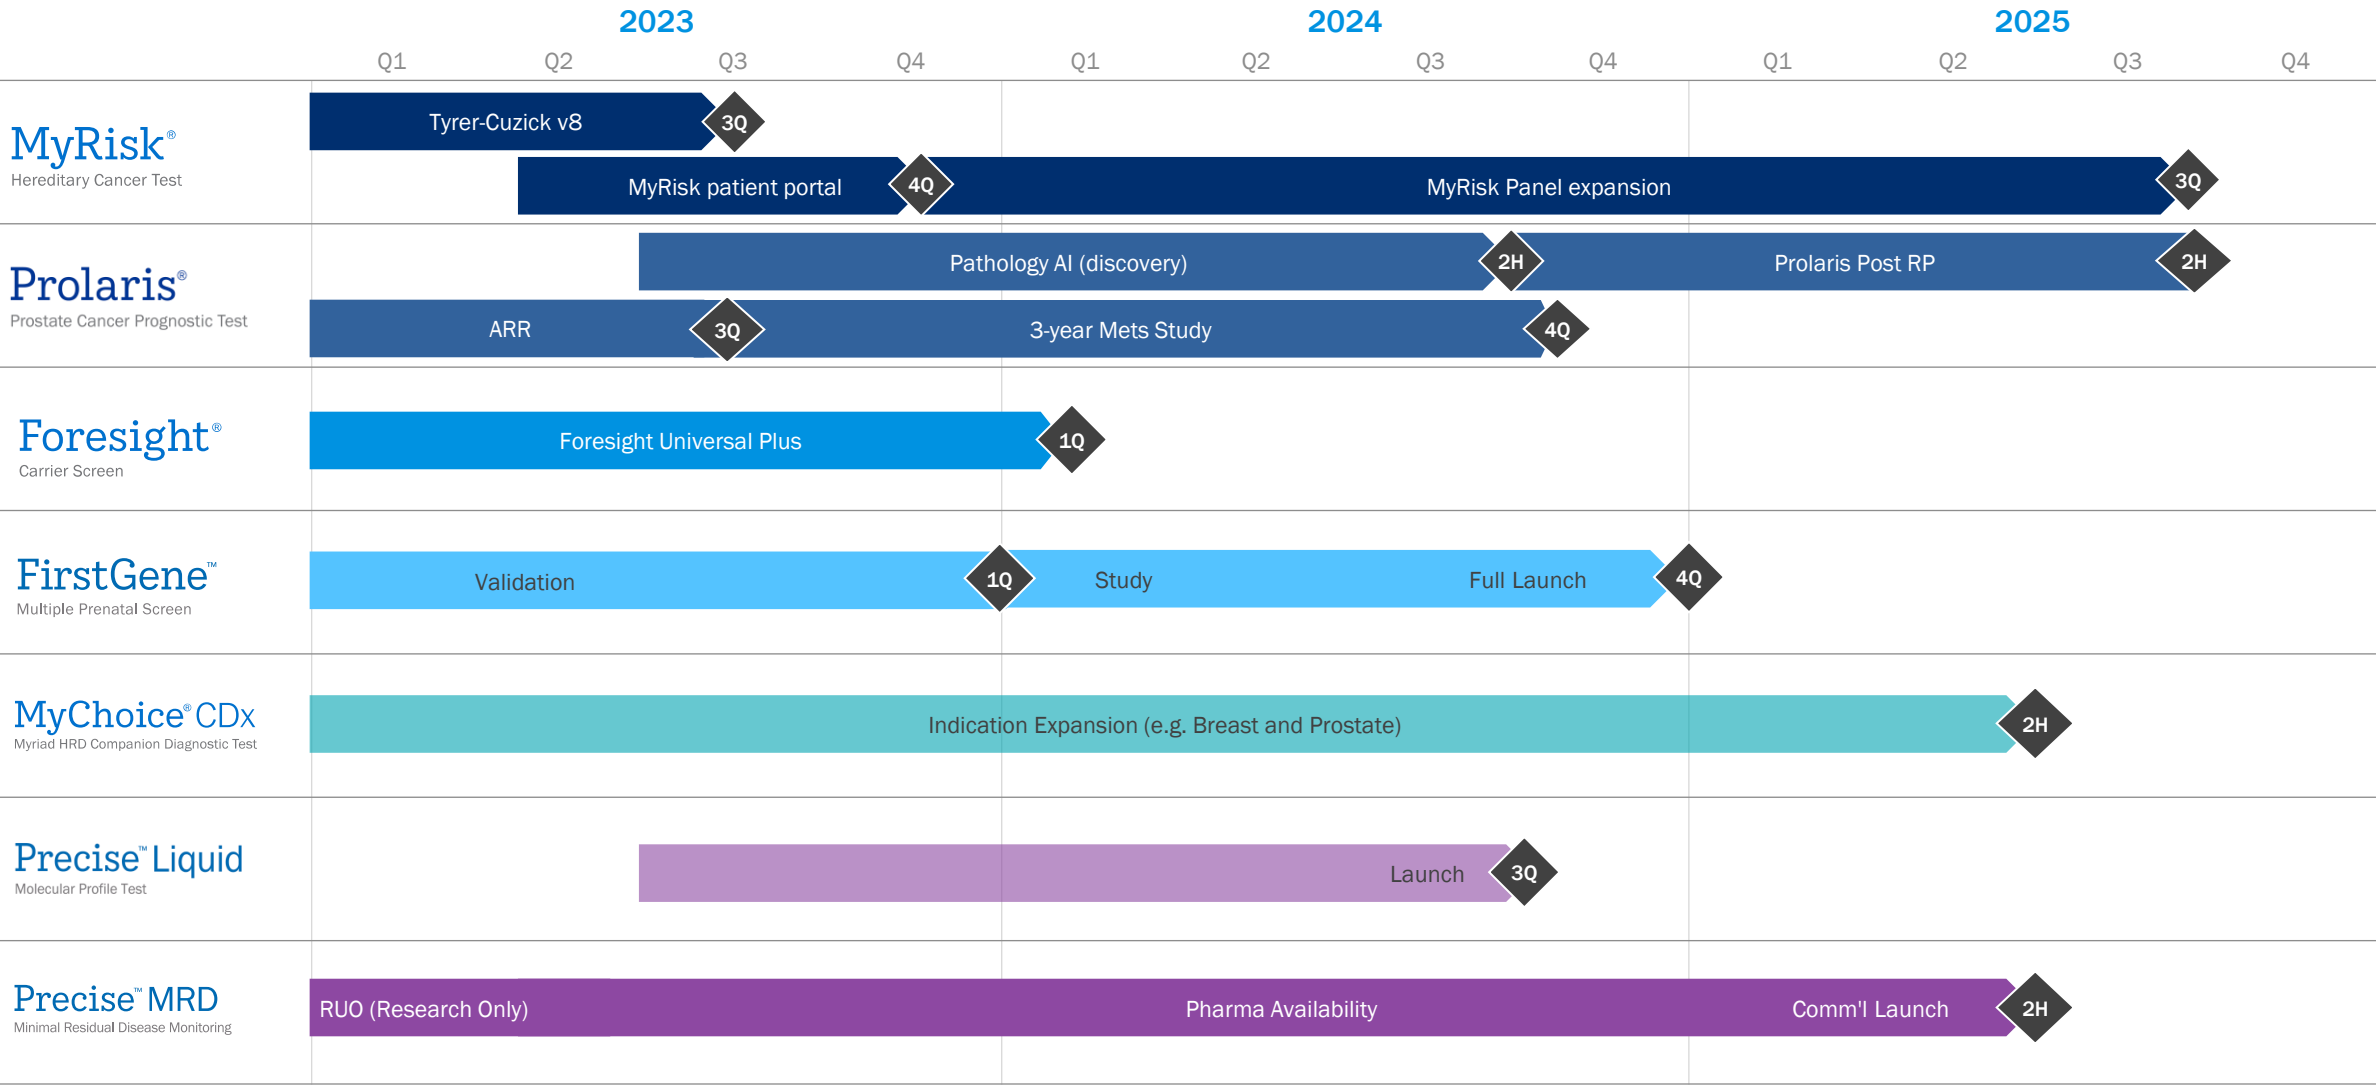 2023 2024 2025
Q1 Q2 Q3 Q4 Q1 Q2 Q3 Q4 Q1 Q2 Q3 Q4
MyRisk®
Hereditary Cancer Test
Tyrer-Cuzick v8 3Q
MyRisk patient portal 4Q MyRisk Panel expansion 3Q
Prolaris®
Prostate Cancer Prognostic Test
Pathology AI (discovery) 2H Prolaris Post RP 2H
ARR 3Q 3-year Mets Study 4Q
Foresight®
Carrier Screen
Foresight Universal Plus 1Q
FirstGene™
Multiple Prenatal Screen
Validation 1Q Study Full Launch 4Q
MyChoice® CDx
Myriad HRD Companion Diagnostic Test
Indication Expansion (e.g. Breast and Prostate) 2H
Precise™ Liquid
Molecular Profile Test
Launch 3Q
Precise™ MRD
Minimal Residual Disease Monitoring
RUO (Research Only) Pharma Availability Comm'l Launch 2H